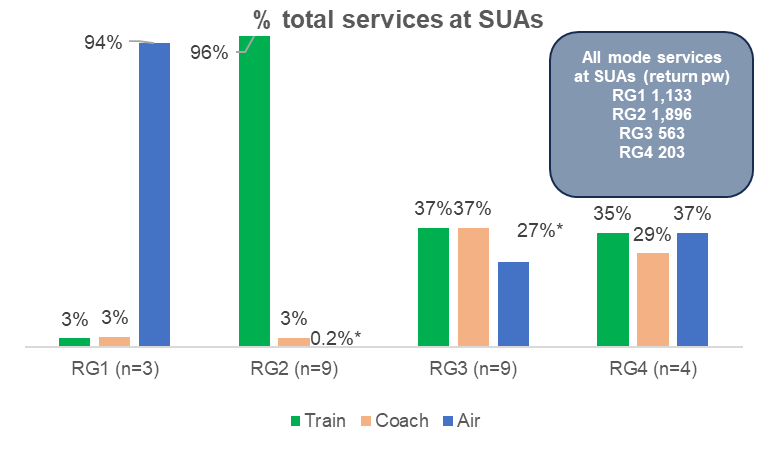 % total services at SUAs
All mode services
at SUAs (return pw)
RG1 1,133
RG2 1,896
RG3 563
RG4 203
94%
96%
3%
3%
3%
0.2%*
37%
37%
27%*
35%
29%
37%
RG1 (n=3)
RG2 (n=9)
RG3 (n=9)
RG4 (n=4)
Train
Coach
Air